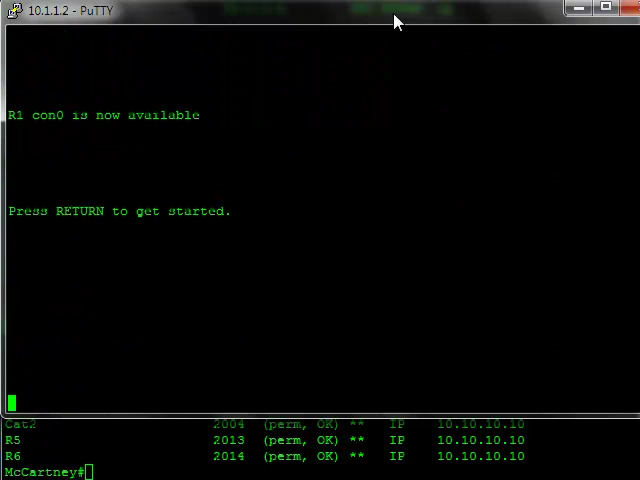 10.1.1.2 - PuTTY
R1 con0 is now available
Press RETURN to get started.
Cat2 2004 (perm, OK) ** IP 10.10.10.10
R5 2013 (perm, OK) ** IP 10.10.10.10
R6 2014 (perm, OK) ** IP 10.10.10.10
McCartney#